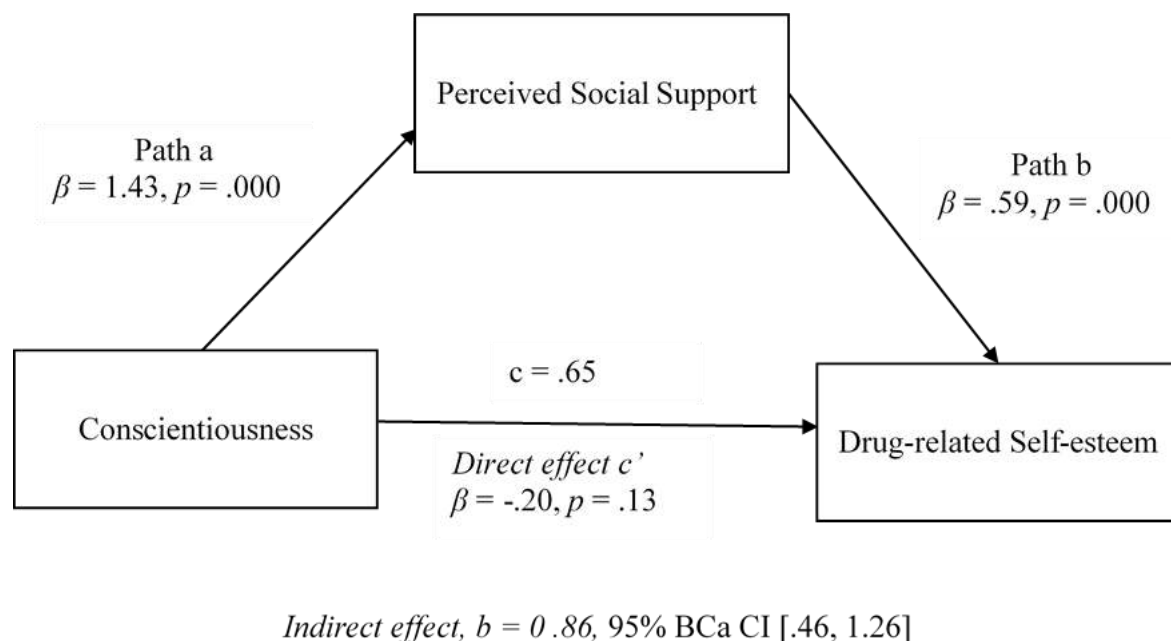 Perceived Social Support
Path a
β = 1.43, p = .000
Path b
β = .59, p = .000
c = .65
Conscientiousness
Drug-related Self-esteem
Direct effect c’
β = -.20, p = .13
Indirect effect, b = 0 .86, 95% BCa CI [.46, 1.26]